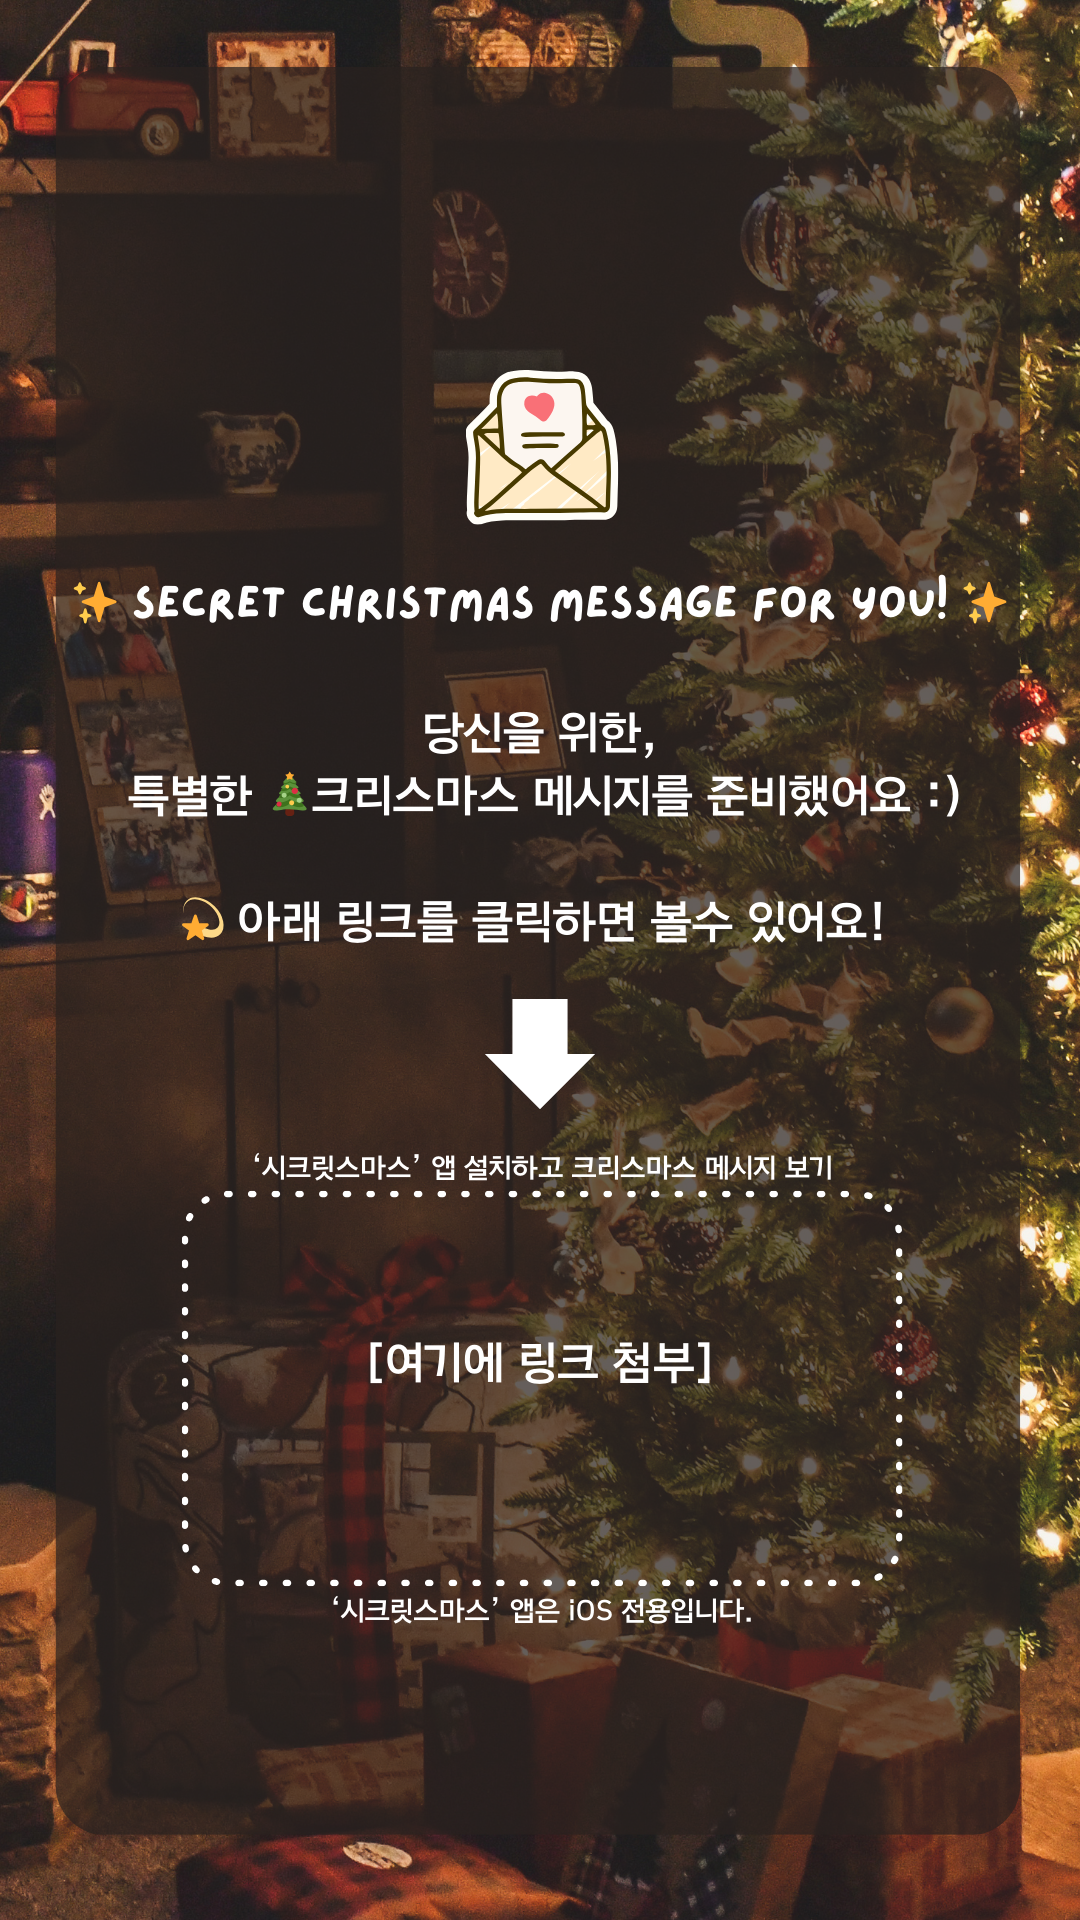 ✨ SECRET CHRISTMAS MESSAGE FOR YOU! ✨
당신을 위한,
특별한 🎄크리스마스 메시지를 준비했어요 :)
💫 아래 링크를 클릭하면 볼수 있어요!
‘시크릿스마스’ 앱 설치하고 크리스마스 메시지 보기
[여기에 링크 첨부]
‘시크릿스마스’ 앱은 iOS 전용입니다.